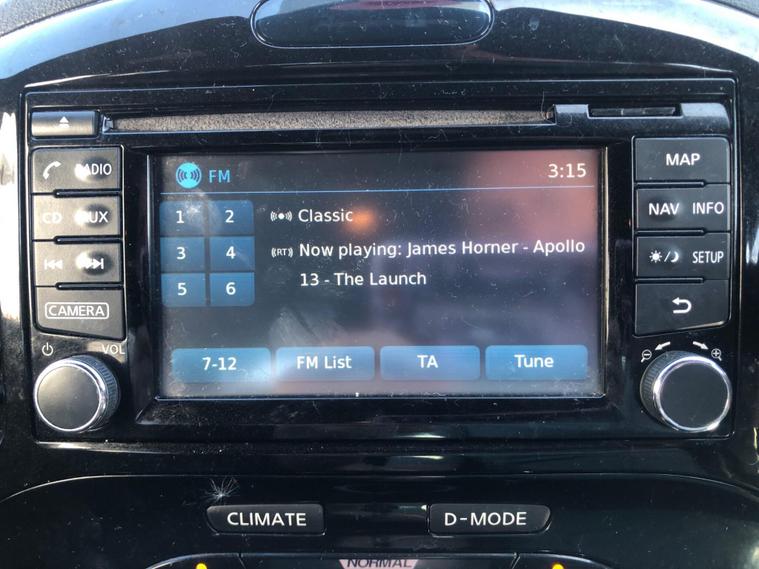 FM 3:15
1 2 Classic
3 4 (RT) Now playing: James Horner - Apollo
13 - The Launch
5 6
7-12 FM List TA Tune
RADIO
CD AUX
CAMERA
VOL
MAP
NAV INFO
SETUP
CLIMATE D-MODE
NORMAL